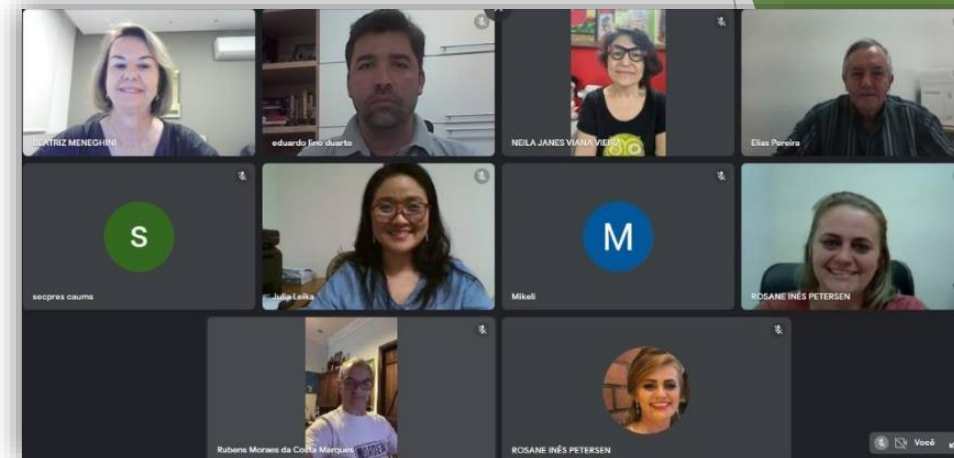 BEATRIZ MENEGHINI
eduardo lino duarte
NEILA JANES VIANA VIEIRA
Elias Pereira
S
secpres caums
Julia Leika
M
Mikeli
ROSANE INÊS PETERSEN
Rubens Moraes da Costa Marques
ROSANE INÊS PETERSEN
Você